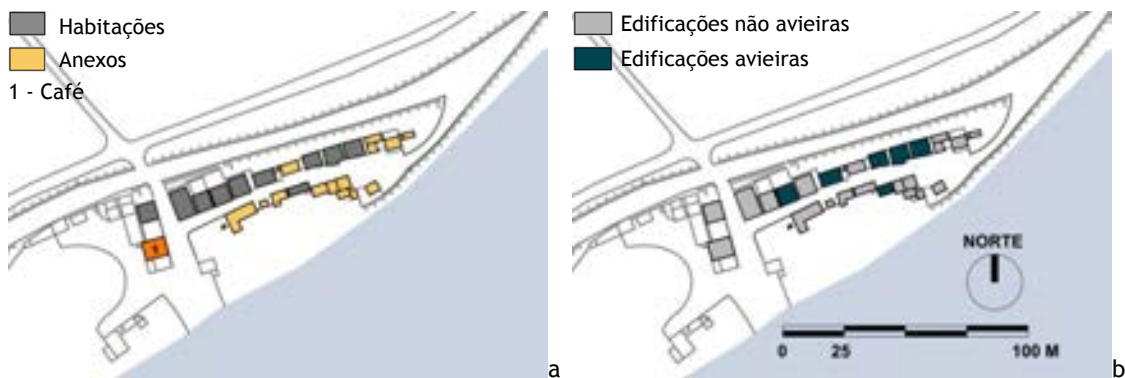 Habitações
Anexos
1 - Café
1
a
Edificações não avieiras
Edificações avieiras
NORTE
0 25 100 M
b